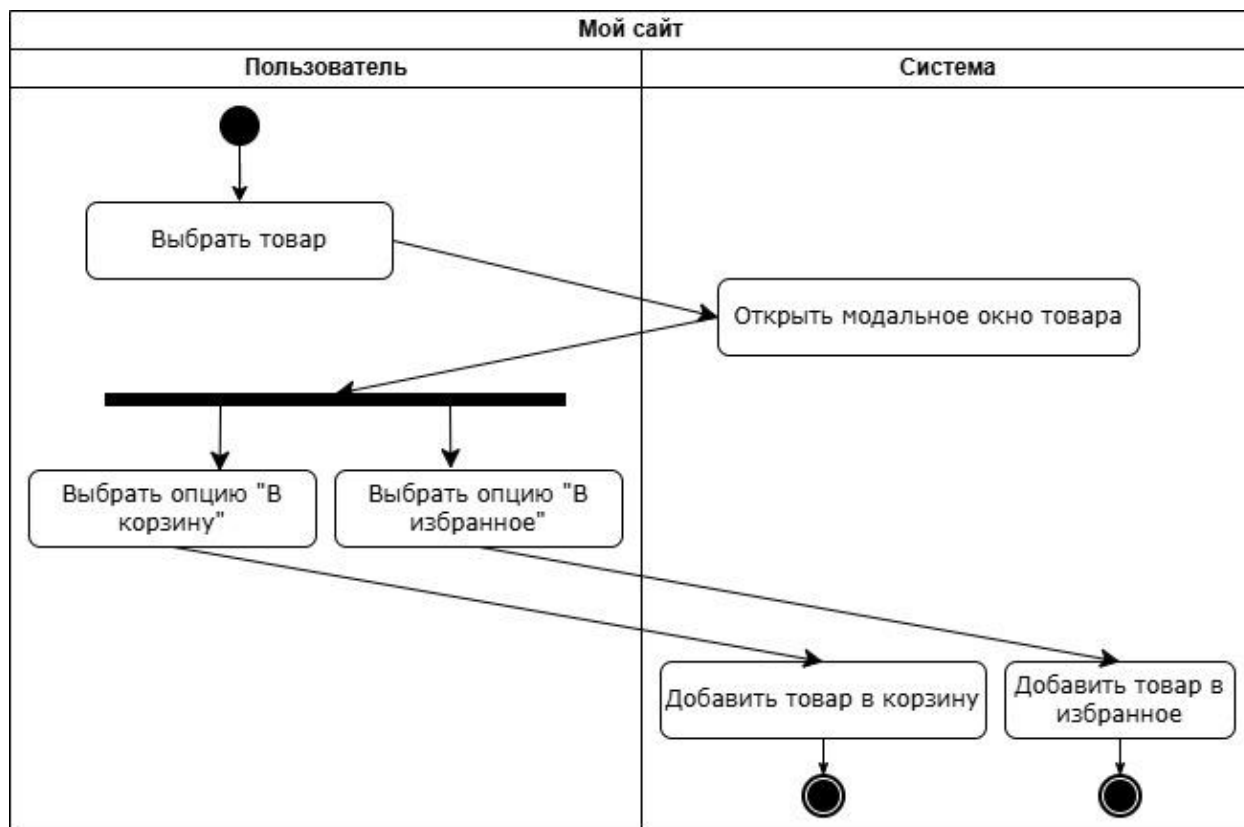 Мой сайт
Пользователь
Система
Выбрать товар
Открыть модальное окно товара
Выбрать опцию "В
корзину"
Выбрать опцию "В
избранное"
Добавить товар в корзину
Добавить товар в
избранное